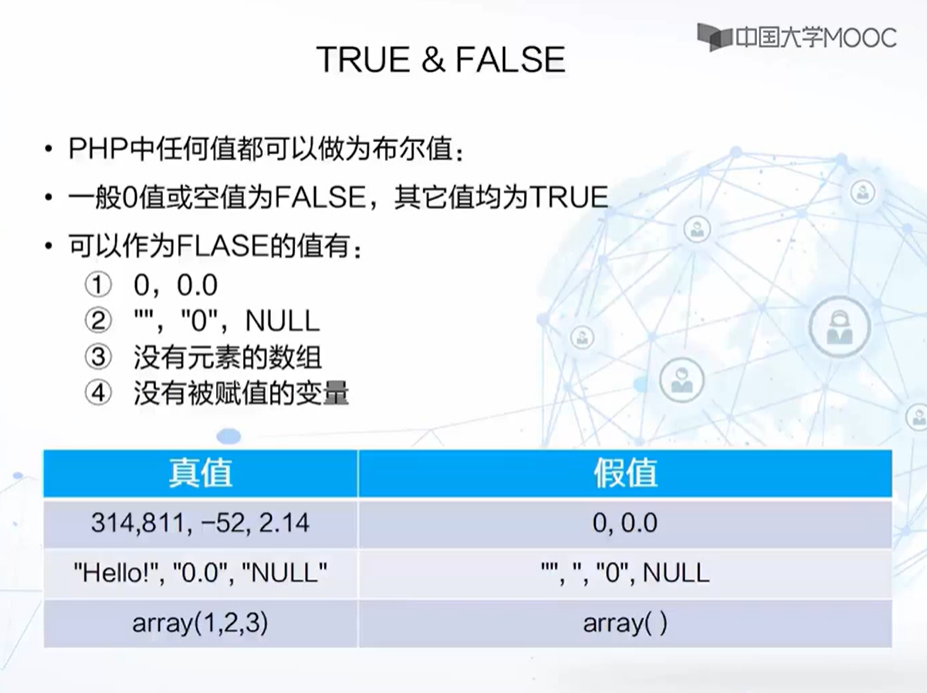 中国大学MOOC
TRUE & FALSE
• PHP中任何值都可以做为布尔值：
• 一般0值或空值为FALSE，其它值均为TRUE
• 可以作为FLASE的值有：
① 0，0.0
② ""，"0"，NULL
③ 没有元素的数组
④ 没有被赋值的变量
真值 假值
314,811, −52, 2.14 0, 0.0
"Hello!", "0.0", "NULL" "", '', "0", NULL
array(1,2,3) array( )